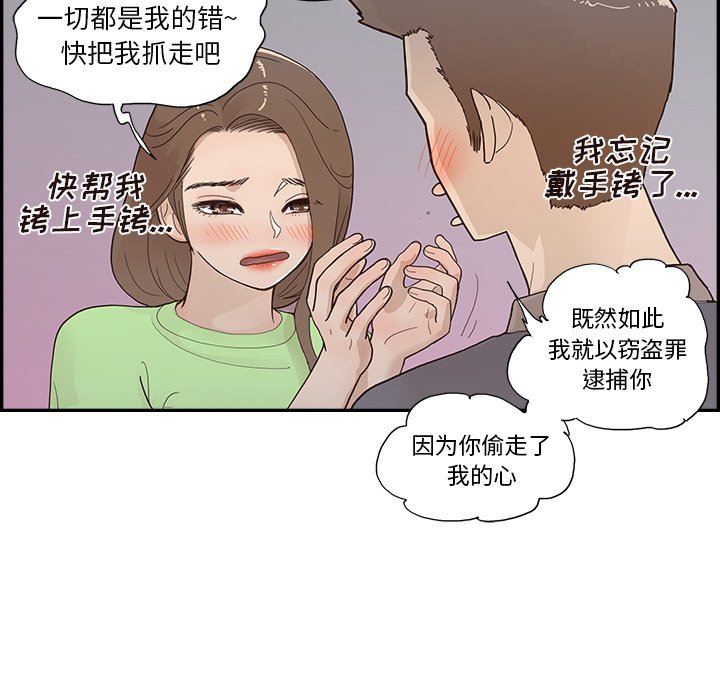 一切都是我的错~
快把我抓走吧
快帮我
铐上手铐...
我忘记
戴手铐了...
既然如此
我就以窃盗罪
逮捕你
因为你偷走了
我的心